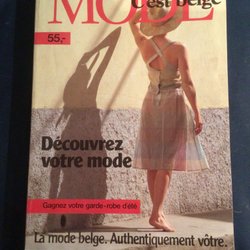 MODE
C'est belge
55,-
Découvrez
votre mode
Gagnez votre garde-robe d'été
La mode belge. Authentiquement vôtre.